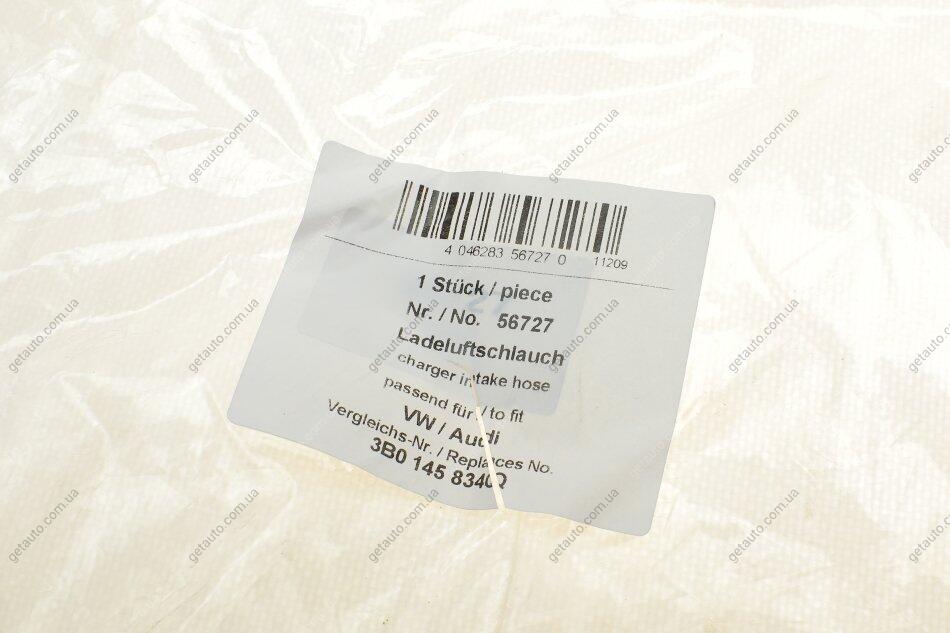 4 046283 56727 0 11209
1 Stück / piece
Nr. / No. 56727
Ladeluftschlauch
charger intake hose
passend für / to fit
VW / Audi
Vergleichs-Nr. / Replaces No.
3B0 145 834Q
getauto.com.ua